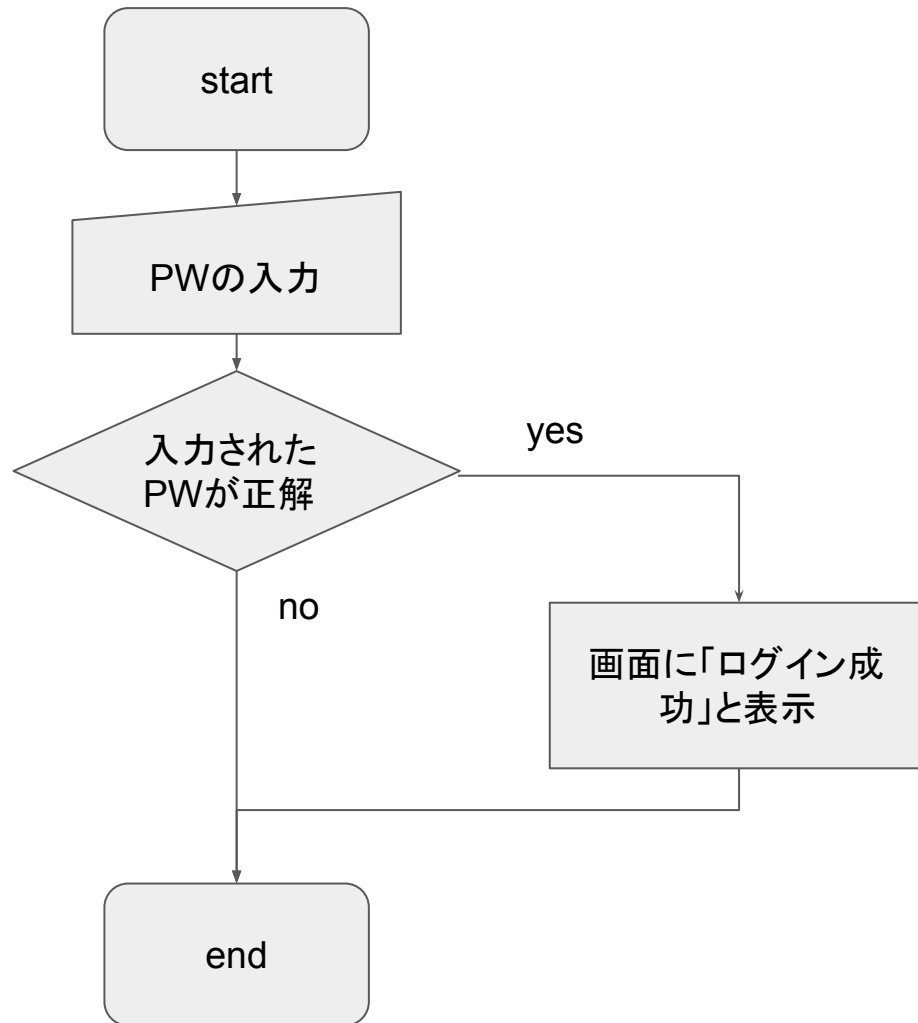 start
PWの入力
入力された
PWが正解
yes
no
画面に「ログイン成
功」と表示
end